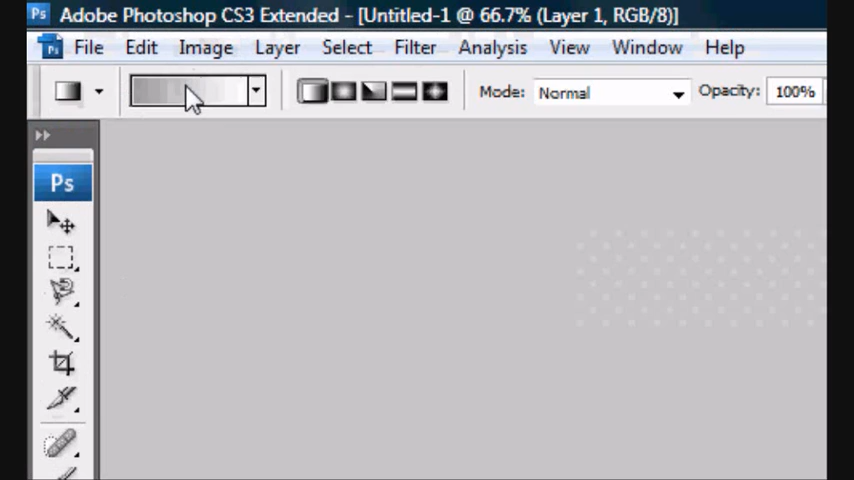 Ps Adobe Photoshop CS3 Extended - [Untitled-1 @ 66.7% (Layer 1, RGB/8)]
Ps File Edit Image Layer Select Filter Analysis View Window Help
Mode: Normal Opacity: 100%
Ps